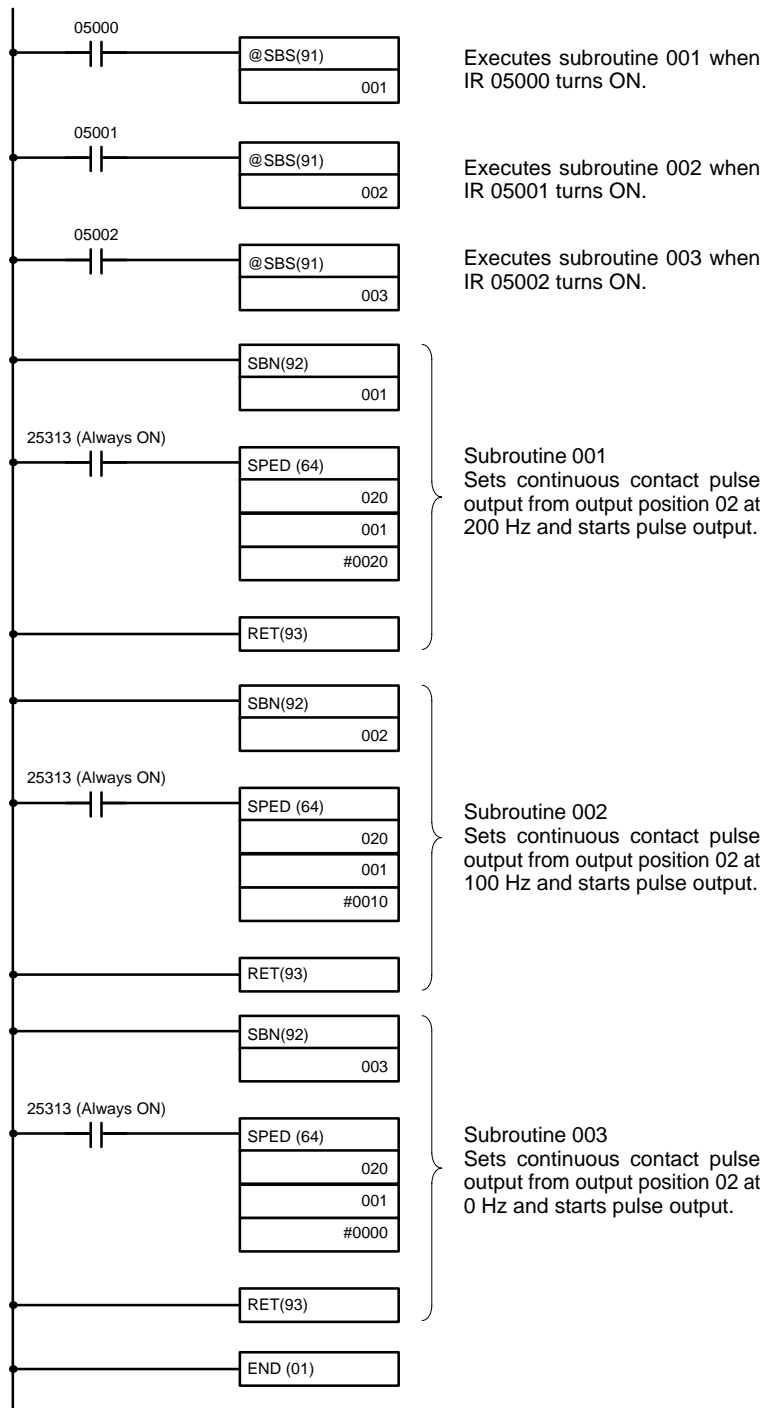 05000
@SBS(91)
001
Executes subroutine 001 when
IR 05000 turns ON.
05001
@SBS(91)
002
Executes subroutine 002 when
IR 05001 turns ON.
05002
@SBS(91)
003
Executes subroutine 003 when
IR 05002 turns ON.
SBN(92)
001
25313 (Always ON)
SPED (64)
020
001
#0020
RET(93)
Subroutine 001
Sets continuous contact pulse
output from output position 02 at
200 Hz and starts pulse output.
SBN(92)
002
25313 (Always ON)
SPED (64)
020
001
#0010
RET(93)
Subroutine 002
Sets continuous contact pulse
output from output position 02 at
100 Hz and starts pulse output.
SBN(92)
003
25313 (Always ON)
SPED (64)
020
001
#0000
RET(93)
Subroutine 003
Sets continuous contact pulse
output from output position 02 at
0 Hz and starts pulse output.
END (01)